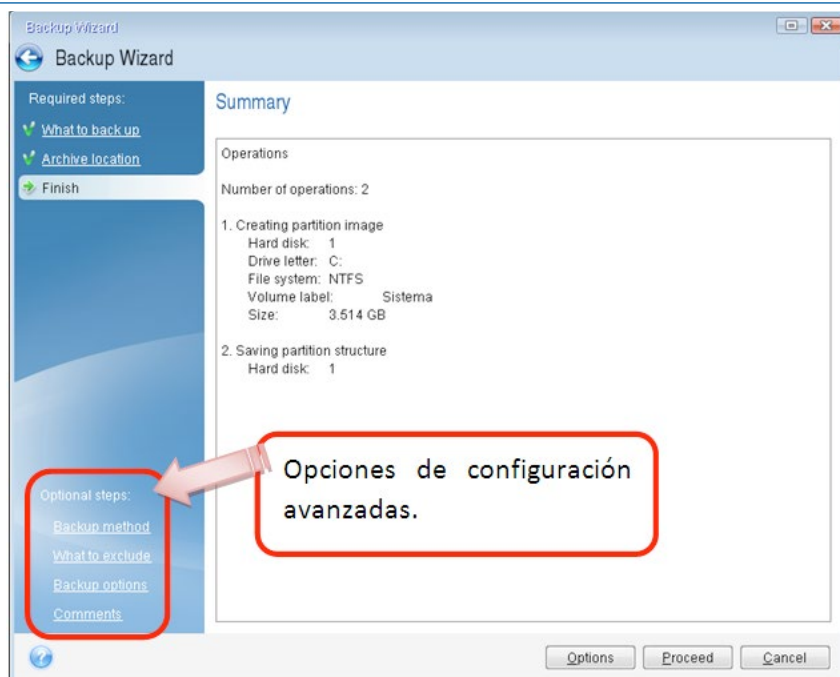 Backup Wizard
Backup Wizard
Required steps:
What to back up
Archive location
Finish
Summary
Operations
Number of operations: 2
1. Creating partition image
Hard disk: 1
Drive letter: C:
File system: NTFS
Volume label: Sistema
Size: 3.514 GB
2. Saving partition structure
Hard disk: 1
Opciones de configuración
avanzadas.
Optional steps:
Backup method
What to exclude
Backup options
Comments
Options Proceed Cancel